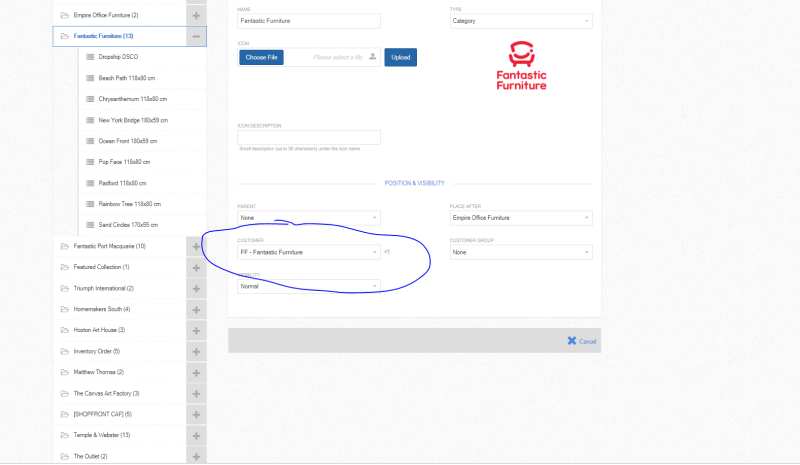 Empire Office Furniture (2)
Fantastic Furniture (13)
Dropship DSCO
Beach Path 118x80 cm
Chrysanthemum 118x80 cm
New York Bridge 180x59 cm
Ocean Front 180x59 cm
Pop Face 118x80 cm
Radford 118x80 cm
Rainbow Tree 118x80 cm
Sand Circles 170x55 cm
Fantastic Port Macquarie (10)
Featured Collection (1)
Triumph International (2)
Homemakers South (4)
Hoxton Art House (3)
Inventory Order (5)
Matthew Thomas (2)
The Canvas Art Factory (3)
[SHOPFRONT CAF] (5)
Temple & Webster (13)
The Outlet (2)
NAME
Fantastic Furniture
TYPE
Category
ICON
Choose File
Please select a file
Upload
Fantastic
Furniture
ICON DESCRIPTION
Small description (up to 38 characters) under the icon name
POSITION & VISIBILITY
PARENT
None
PLACE AFTER
Empire Office Furniture
CUSTOMER
FF - Fantastic Furniture
CUSTOMER GROUP
None
VISIBILITY
Normal
Cancel